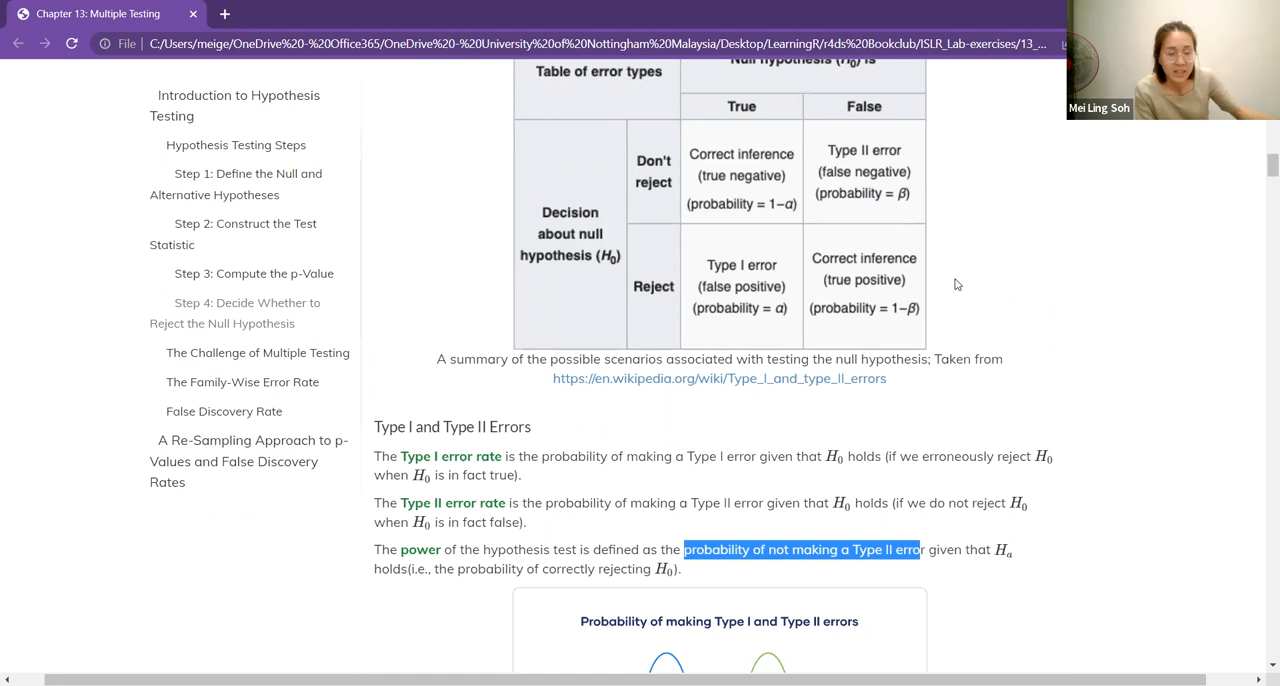 Chapter 13: Multiple Testing
File
C:/Users/meige/OneDrive%20-%20Office365/OneDrive%20-%20University%20of%20Nottingham%20Malaysia/Desktop/LearningR/r4ds%20Bookclub/ISLR_Lab-exercises/13_...
Mei Ling Soh
Introduction to Hypothesis
Testing
Hypothesis Testing Steps
Step 1: Define the Null and
Alternative Hypotheses
Step 2: Construct the Test
Statistic
Step 3: Compute the p-Value
Step 4: Decide Whether to
Reject the Null Hypothesis
The Challenge of Multiple Testing
The Family-Wise Error Rate
False Discovery Rate
A Re-Sampling Approach to p-
Values and False Discovery
Rates
Table of error types
Null hypothesis (H₀) is
True
False
Decision
about null
hypothesis (H₀)
Don't
reject
Correct inference
(true negative)
(probability = 1−α)
Type II error
(false negative)
(probability = β)
Reject
Type I error
(false positive)
(probability = α)
Correct inference
(true positive)
(probability = 1−β)
A summary of the possible scenarios associated with testing the null hypothesis; Taken from
https://en.wikipedia.org/wiki/Type_I_and_type_II_errors
Type I and Type II Errors
The Type I error rate is the probability of making a Type I error given that H₀ holds (if we erroneously reject H₀
when H₀ is in fact true).
The Type II error rate is the probability of making a Type II error given that H₀ holds (if we do not reject H₀
when H₀ is in fact false).
The power of the hypothesis test is defined as the probability of not making a Type II error given that Hₐ
holds(i.e., the probability of correctly rejecting H₀).
Probability of making Type I and Type II errors